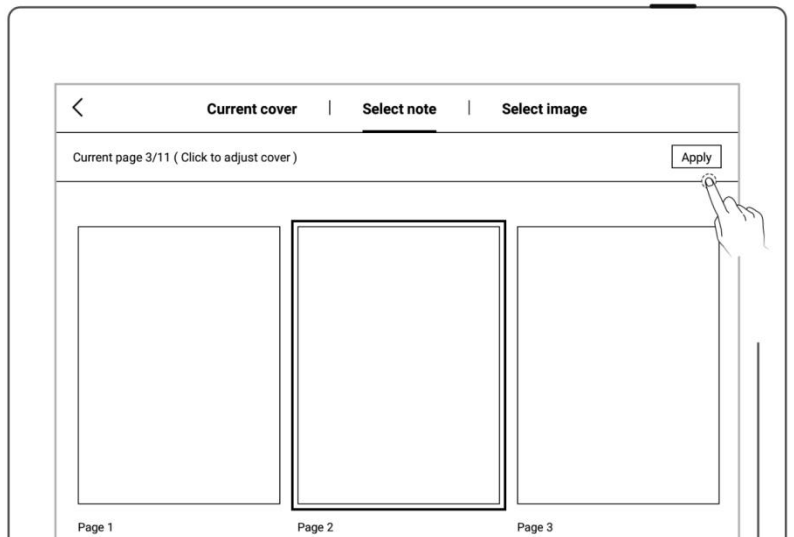 Current cover | Select note | Select image
Current page 3/11 ( Click to adjust cover )
Apply
Page 1
Page 2
Page 3